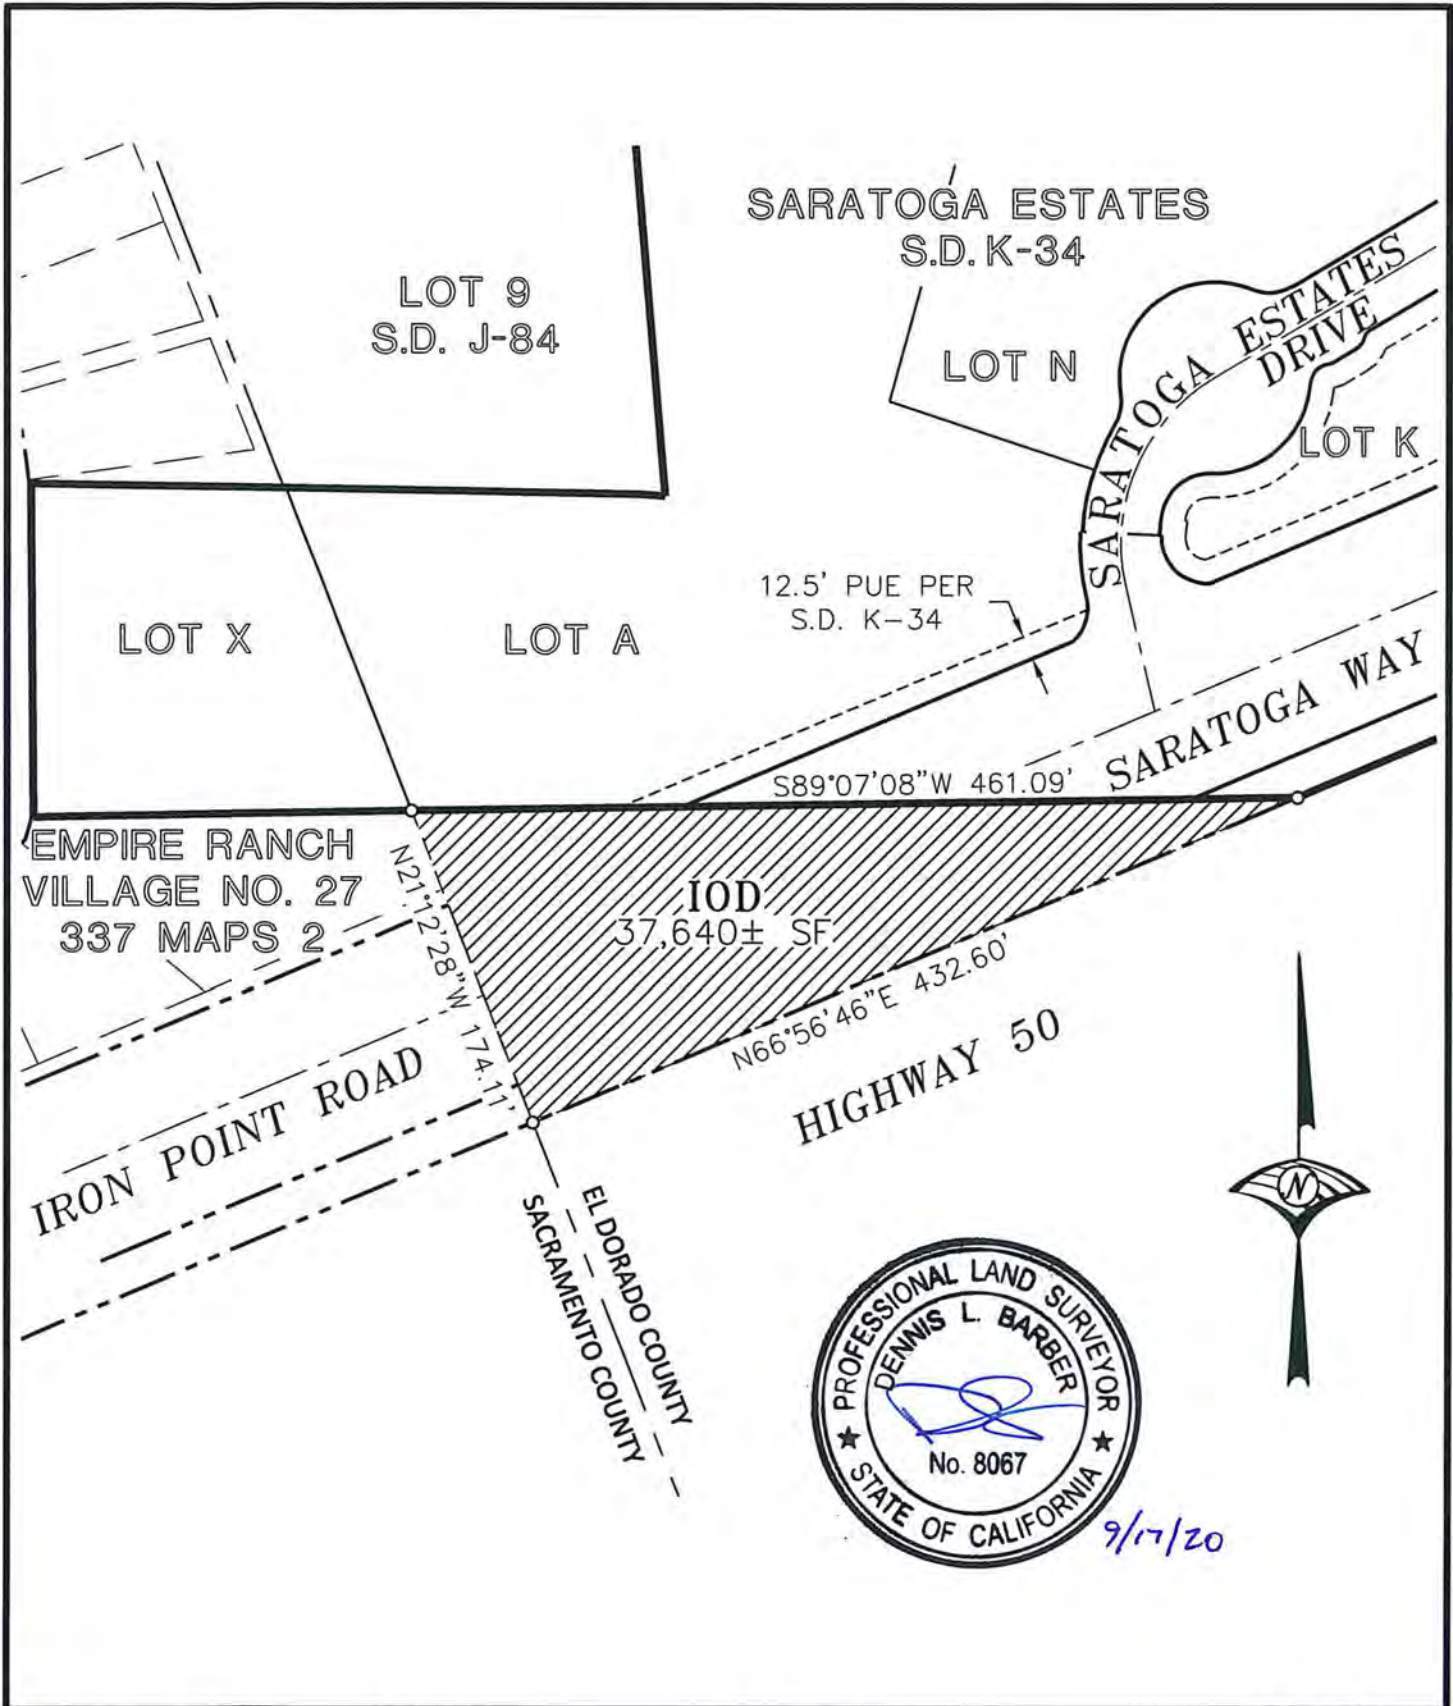 SARATOGA ESTATES
S.D. K-34
LOT 9
S.D. J-84
LOT N
SARATOGA ESTATES
DRIVE
LOT K
12.5' PUE PER
S.D. K-34
LOT X
LOT A
SARATOGA WAY
S89°07'08"W 461.09'
EMPIRE RANCH
VILLAGE NO. 27
337 MAPS 2
N21°12'28"W 174.11'
IOD
37,640± SF
N66°56'46"E 432.60'
HIGHWAY 50
IRON POINT ROAD
EL DORADO COUNTY
SACRAMENTO COUNTY
N
PROFESSIONAL LAND SURVEYOR
DENNIS L. BARBER
No. 8067
★ STATE OF CALIFORNIA ★
9/17/20